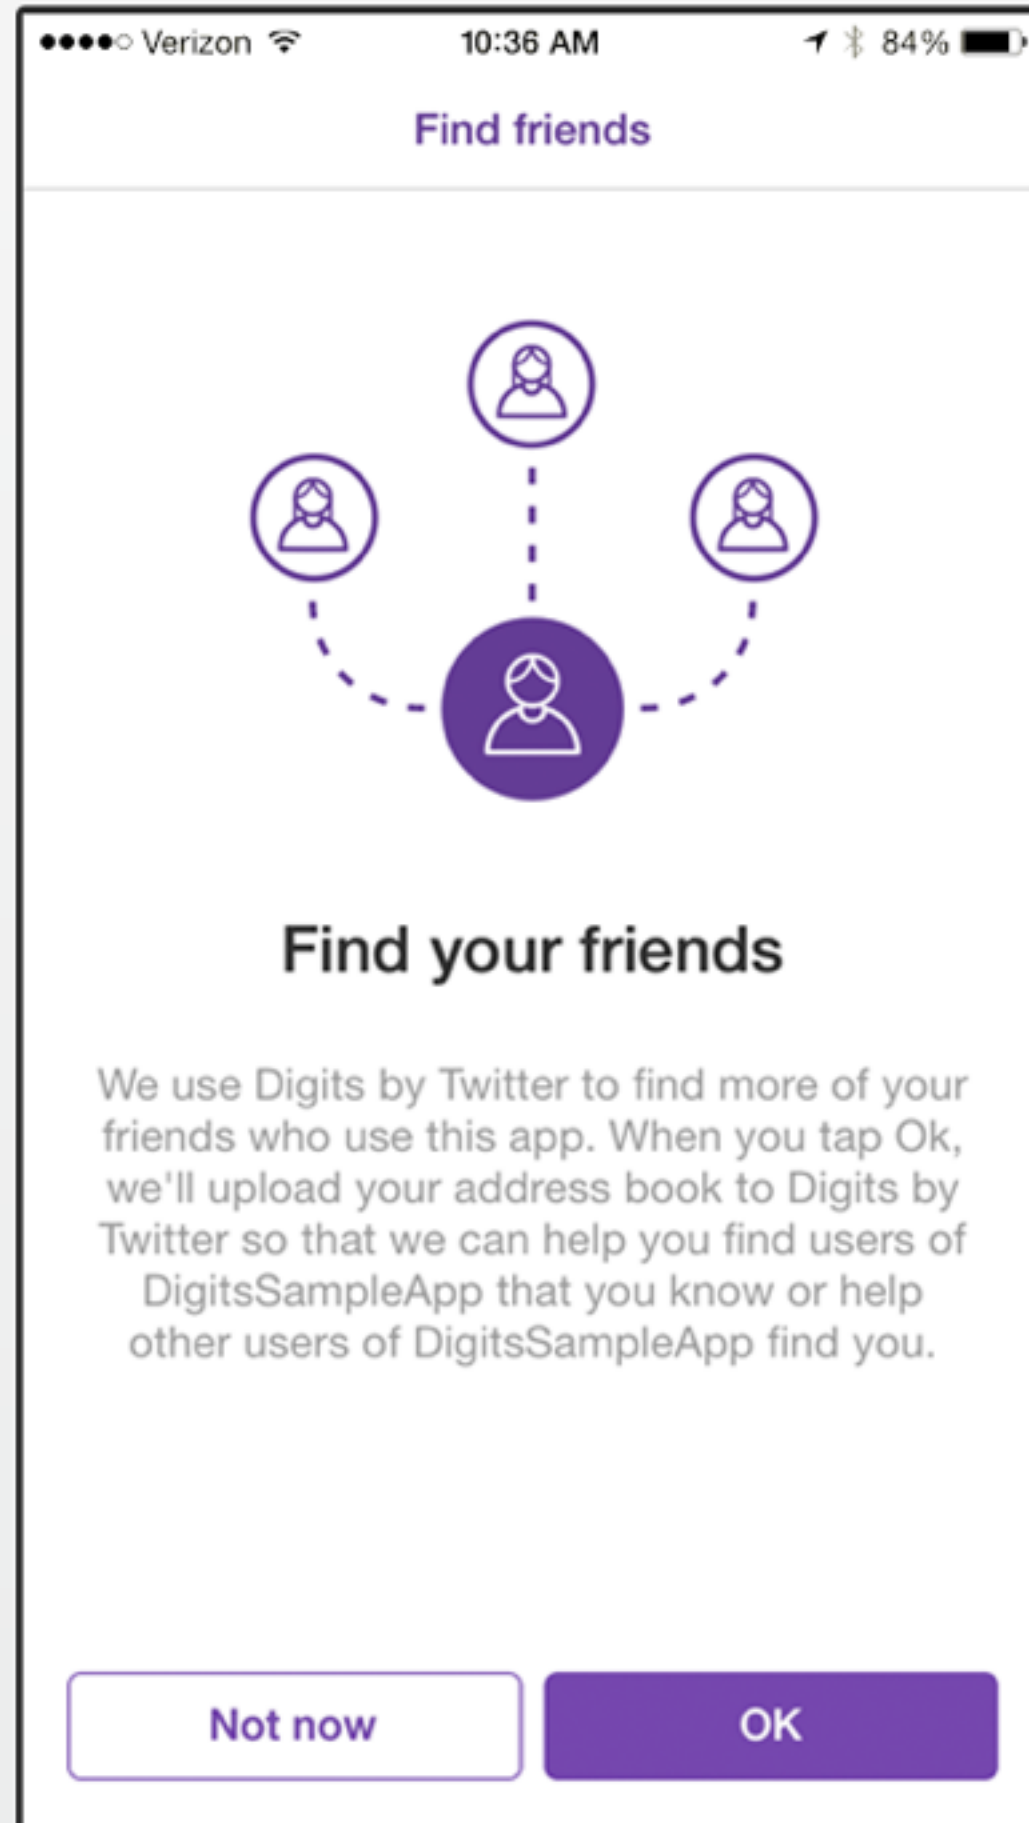 Verizon 10:36 AM 84%
Find friends
Find your friends
We use Digits by Twitter to find more of your
friends who use this app. When you tap Ok,
we'll upload your address book to Digits by
Twitter so that we can help you find users of
DigitsSampleApp that you know or help
other users of DigitsSampleApp find you.
Not now OK